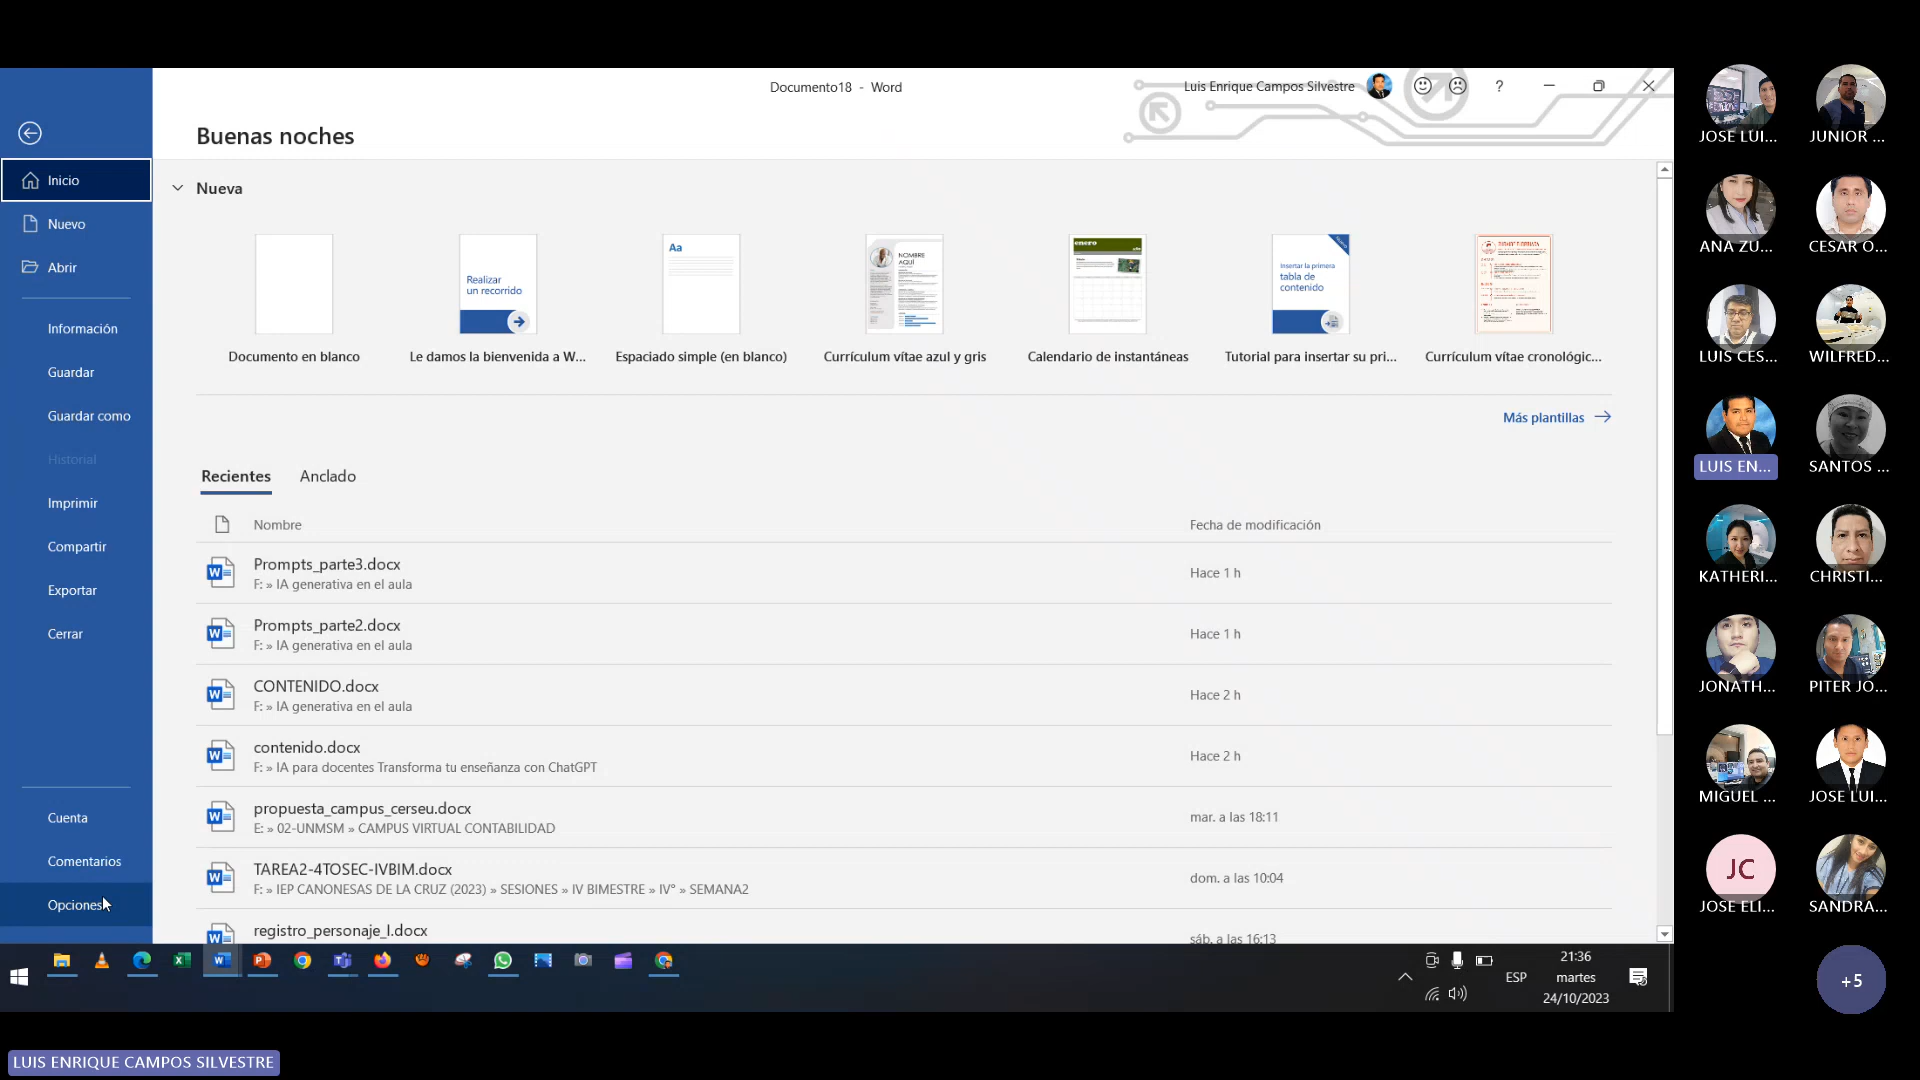 Documento18 - Word
Luis Enrique Campos Silvestre
?
Buenas noches
Inicio
Nuevo
Abrir
Información
Guardar
Guardar como
Historial
Imprimir
Compartir
Exportar
Cerrar
Cuenta
Comentarios
Opciones
Nueva
Aa
Realizar
un recorrido
NOMBRE
AQUÍ
enero
Insertar la primera
tabla de
contenido
Documento en blanco
Le damos la bienvenida a W...
Espaciado simple (en blanco)
Currículum vítae azul y gris
Calendario de instantáneas
Tutorial para insertar su pri...
Currículum vítae cronológic...
Más plantillas
Recientes
Anclado
Nombre
Fecha de modificación
Prompts_parte3.docx
F: » IA generativa en el aula
Hace 1 h
Prompts_parte2.docx
F: » IA generativa en el aula
Hace 1 h
CONTENIDO.docx
F: » IA generativa en el aula
Hace 2 h
contenido.docx
F: » IA para docentes Transforma tu enseñanza con ChatGPT
Hace 2 h
propuesta_campus_cerseu.docx
E: » 02-UNMSM » CAMPUS VIRTUAL CONTABILIDAD
mar. a las 18:11
TAREA2-4TOSEC-IVBIM.docx
F: » IEP CANONESAS DE LA CRUZ (2023) » SESIONES » IV BIMESTRE » IV° » SEMANA2
dom. a las 10:04
registro_personaje_I.docx
sáb. a las 16:13
ESP
21:36
martes
24/10/2023
JOSE LUI...
JUNIOR ...
ANA ZU...
CESAR O...
LUIS CES...
WILFRED...
LUIS EN...
SANTOS ...
KATHERI...
CHRISTI...
JONATH...
PITER JO...
MIGUEL ...
JOSE LUI...
JC
JOSE ELI...
SANDRA...
+5
LUIS ENRIQUE CAMPOS SILVESTRE